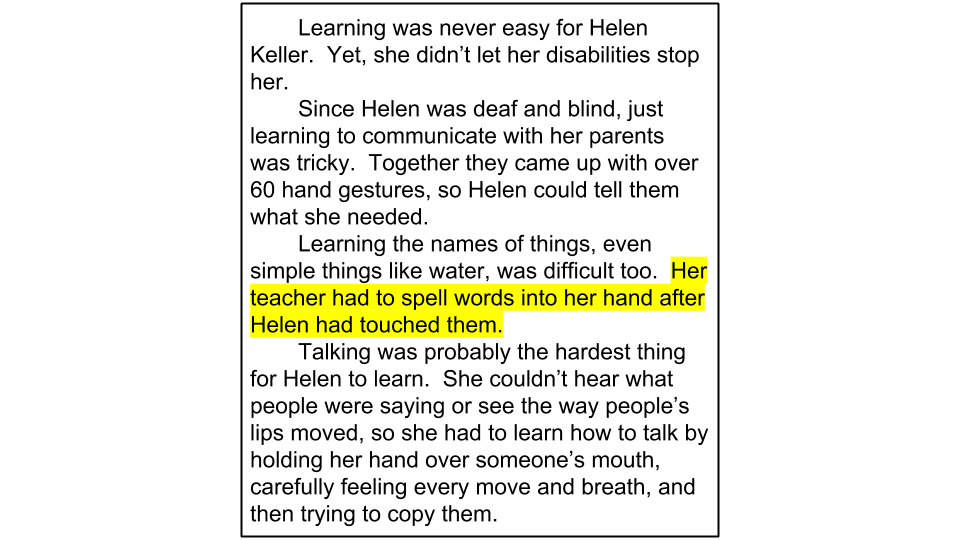 Learning was never easy for Helen
Keller.  Yet, she didn’t let her disabilities stop
her.
Since Helen was deaf and blind, just
learning to communicate with her parents
was tricky.  Together they came up with over
60 hand gestures, so Helen could tell them
what she needed.
Learning the names of things, even
simple things like water, was difficult too.  Her
teacher had to spell words into her hand after
Helen had touched them.
Talking was probably the hardest thing
for Helen to learn.  She couldn’t hear what
people were saying or see the way people’s
lips moved, so she had to learn how to talk by
holding her hand over someone’s mouth,
carefully feeling every move and breath, and
then trying to copy them.